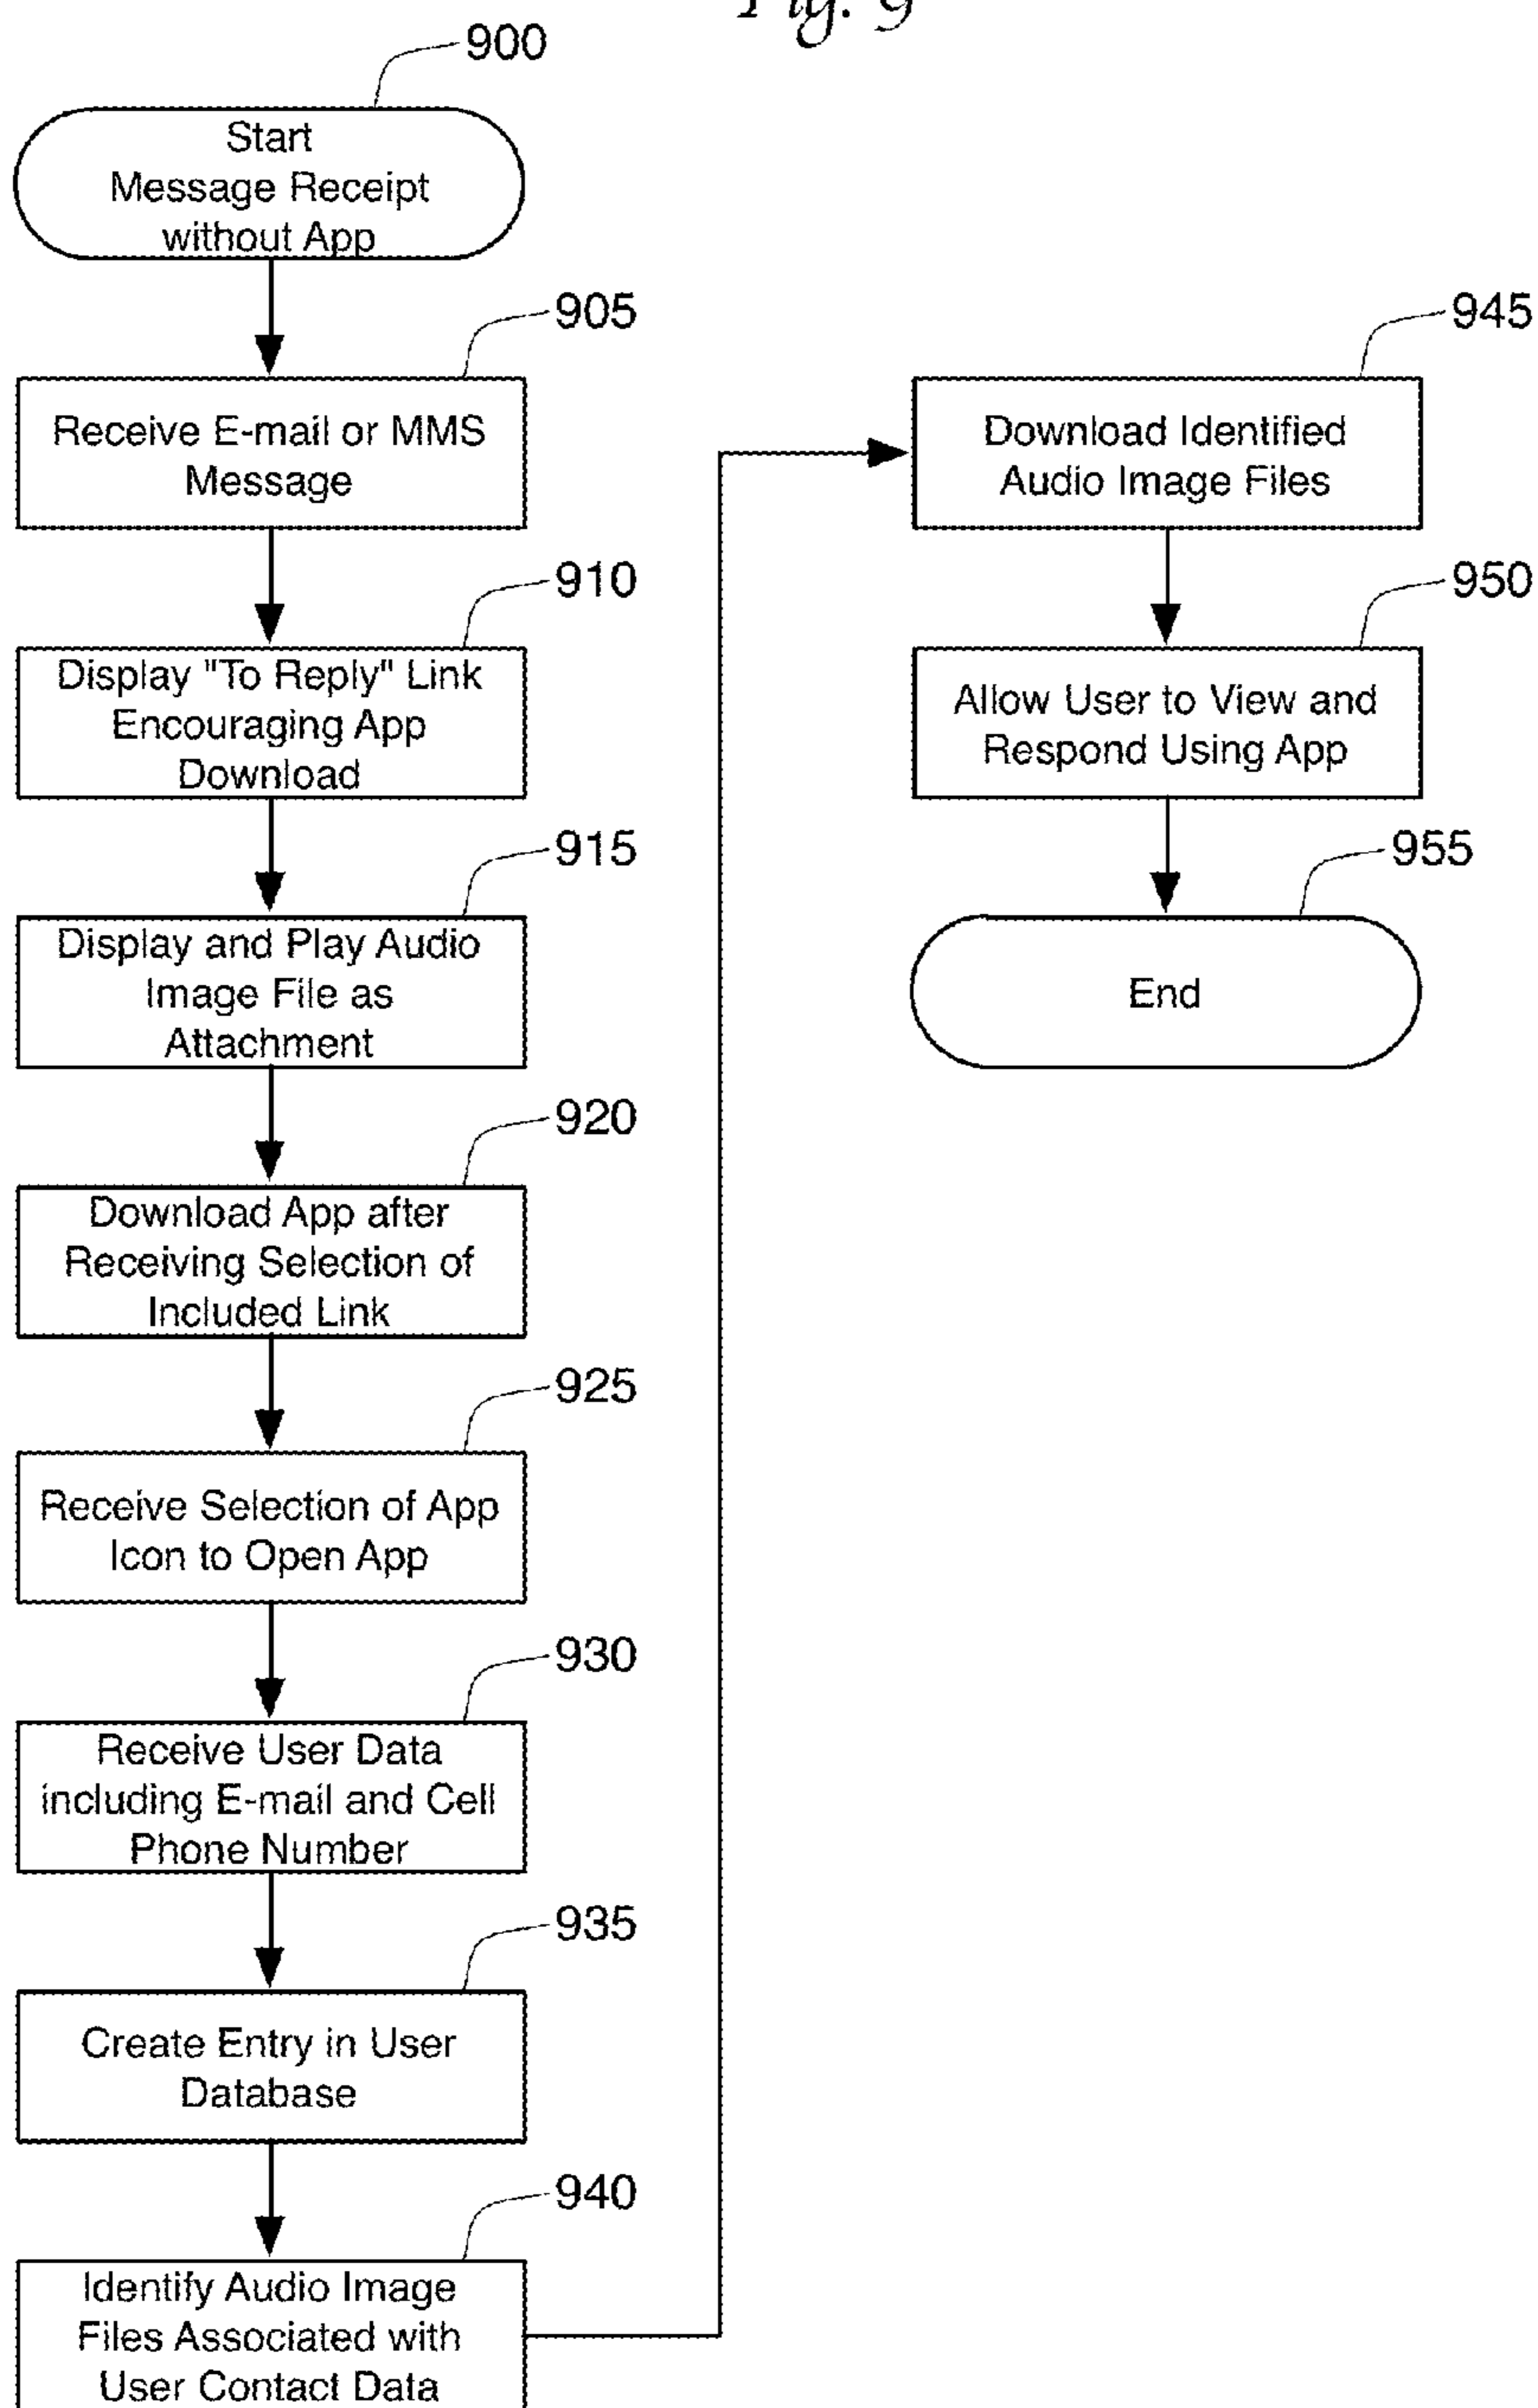 Fig. 9
900
Start
Message Receipt
without App
905
Receive E-mail or MMS
Message
910
Display "To Reply" Link
Encouraging App
Download
915
Display and Play Audio
Image File as
Attachment
920
Download App after
Receiving Selection of
Included Link
925
Receive Selection of App
Icon to Open App
930
Receive User Data
including E-mail and Cell
Phone Number
935
Create Entry in User
Database
940
Identify Audio Image
Files Associated with
User Contact Data
945
Download Identified
Audio Image Files
950
Allow User to View and
Respond Using App
955
End